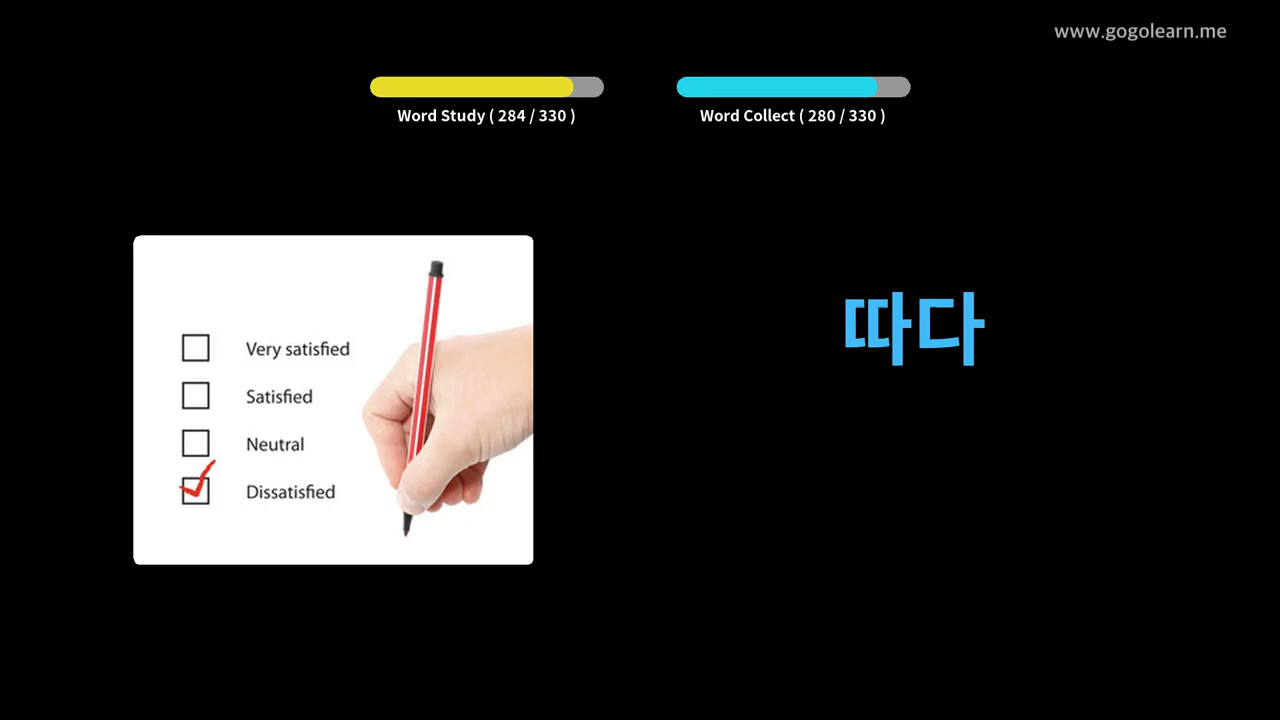 www.gogolearn.me
Word Study ( 284 / 330 )
Word Collect ( 280 / 330 )
Very satisfied
Satisfied
Neutral
Dissatisfied
따다